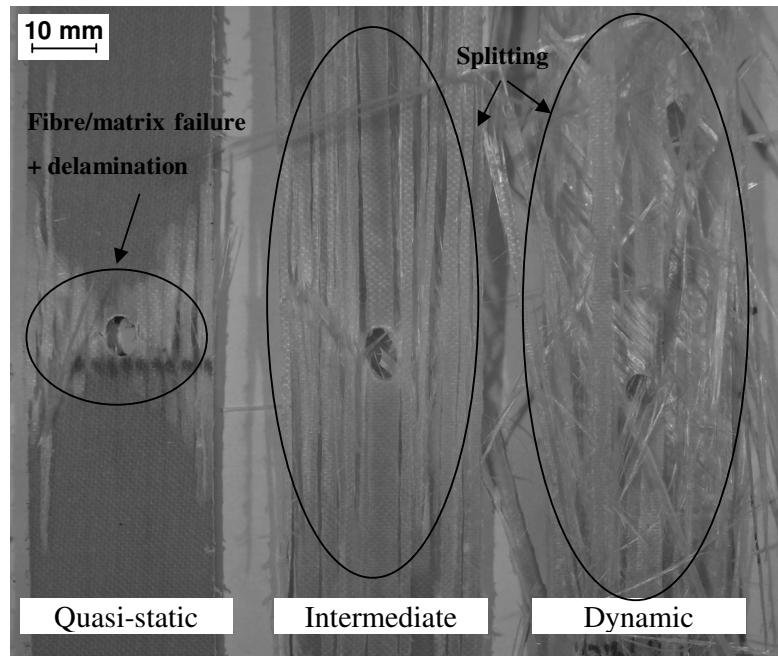 10 mm
Splitting
Fibre/matrix failure
+ delamination
Quasi-static
Intermediate
Dynamic